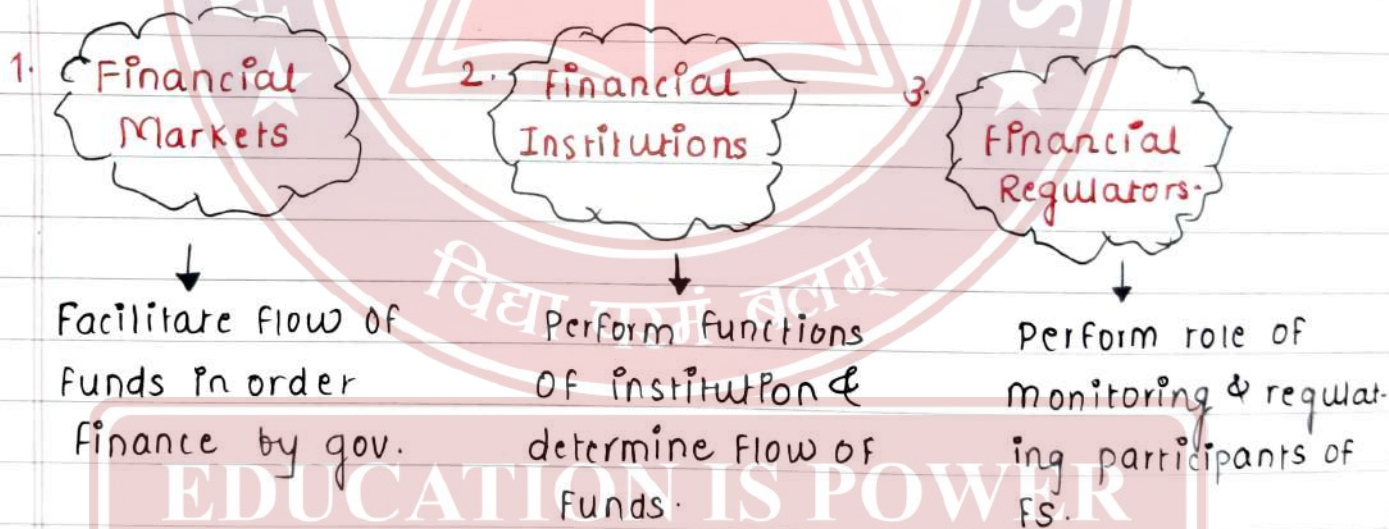 1. Financial
Markets
2. Financial
Institutions
3. Financial
Regulators.
Facilitate Flow of
Funds in order
finance by gov.
Perform functions
OF institution &
determine Flow of
Funds.
Perform role of
monitoring & regulat-
ing participants of
FS.
विद्या परमं बलम्
EDUCATION IS POWER
S